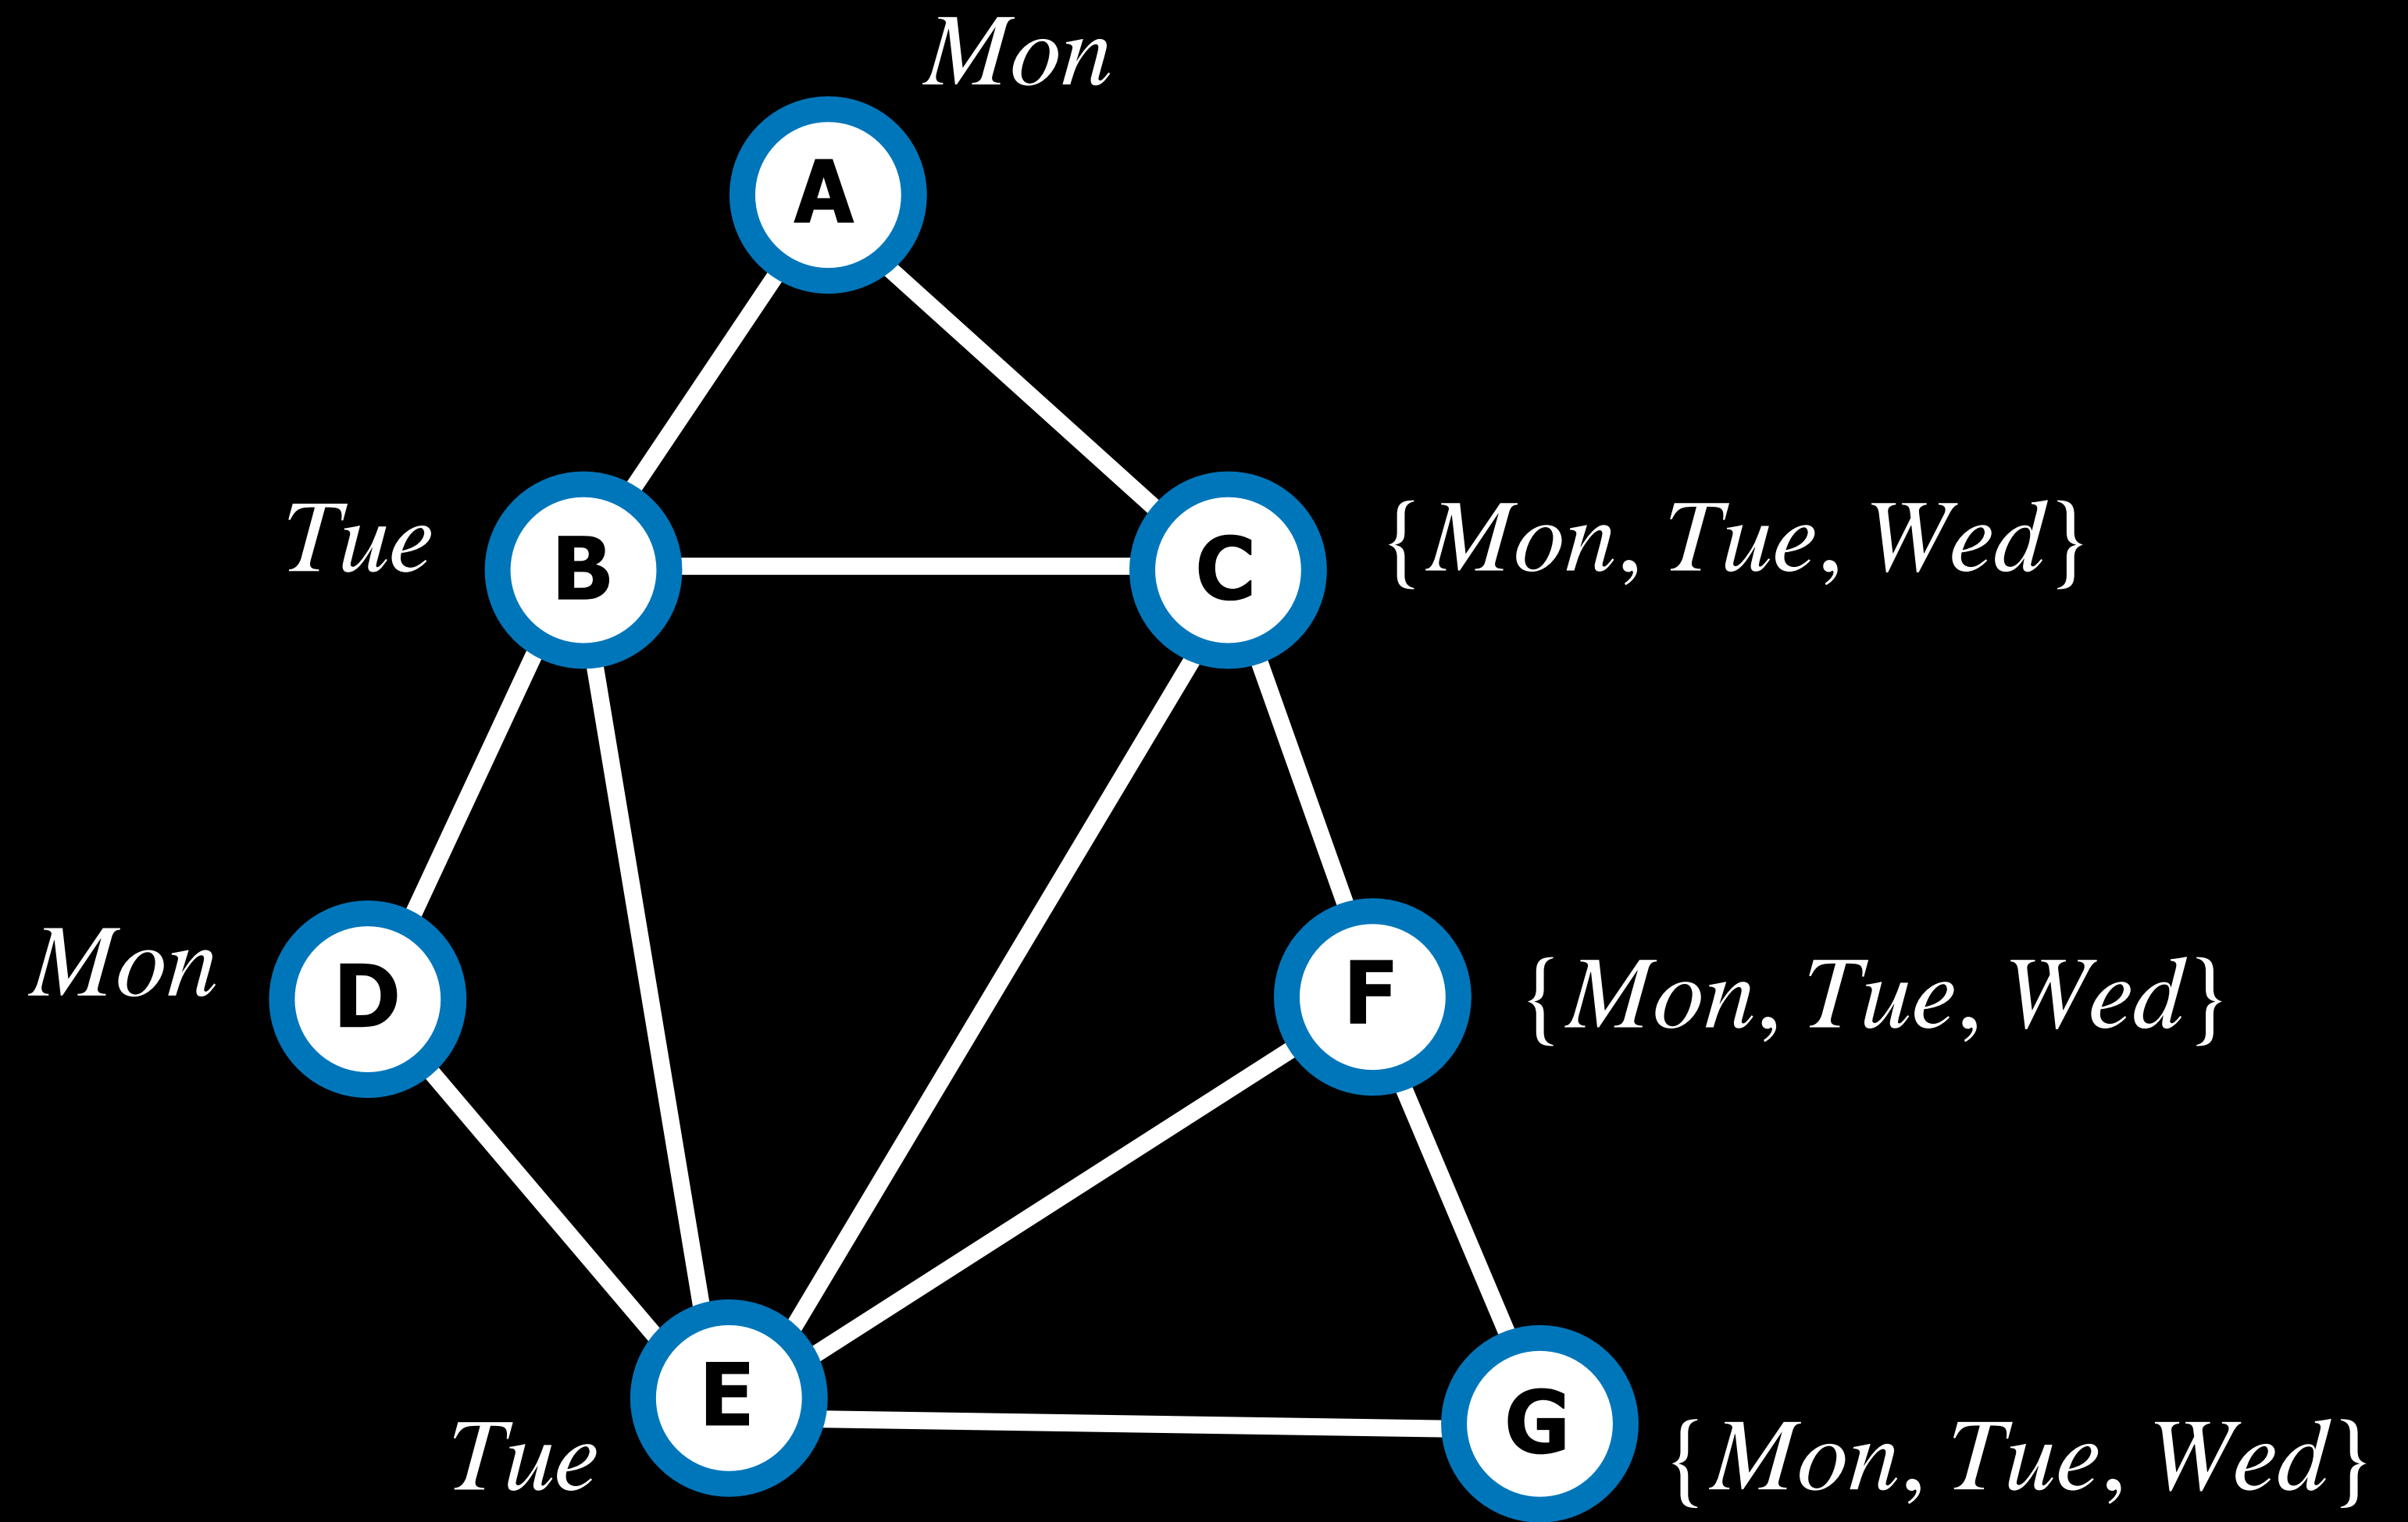 Mon
A
Tue
B
C
{Mon, Tue, Wed}
Mon
D
F
{Mon, Tue, Wed}
E
Tue
G
{Mon, Tue, Wed}